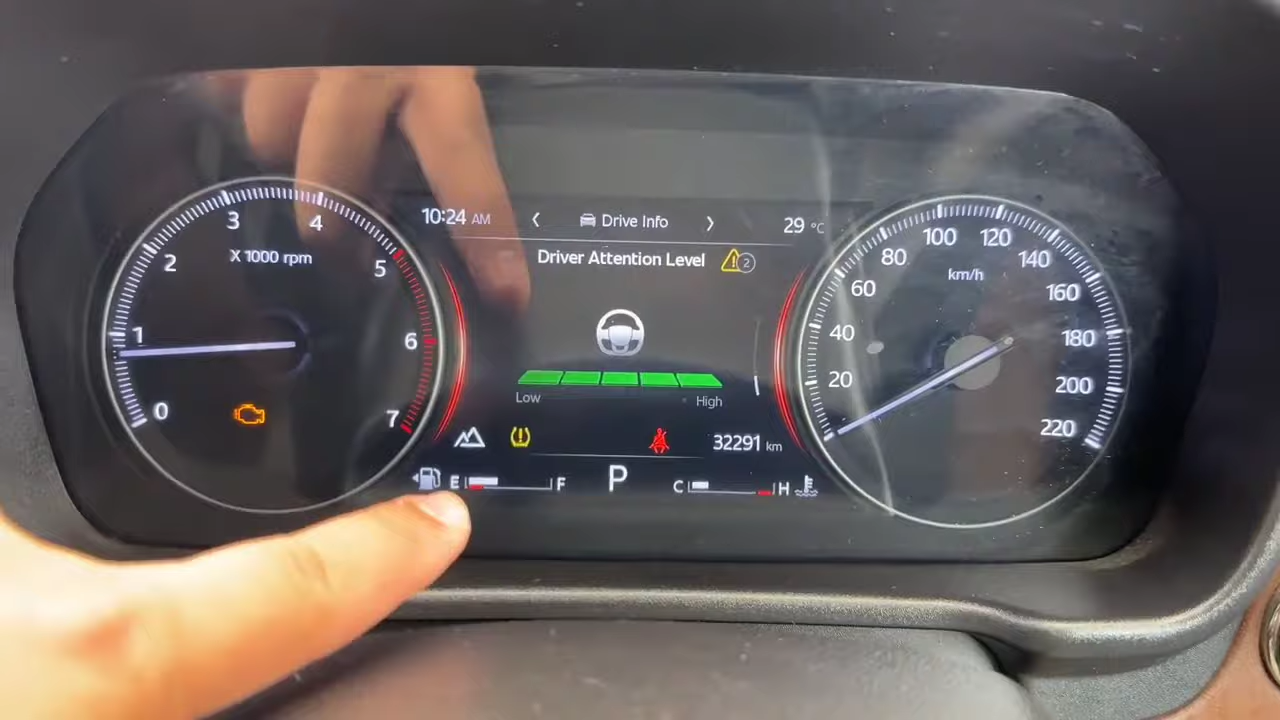 10:24 AM
Drive Info
29 °C
Driver Attention Level
2
X 1000 rpm
0
1
2
3
4
5
6
7
km/h
20
40
60
80
100
120
140
160
180
200
220
Low
High
32291 km
E F
P
C H